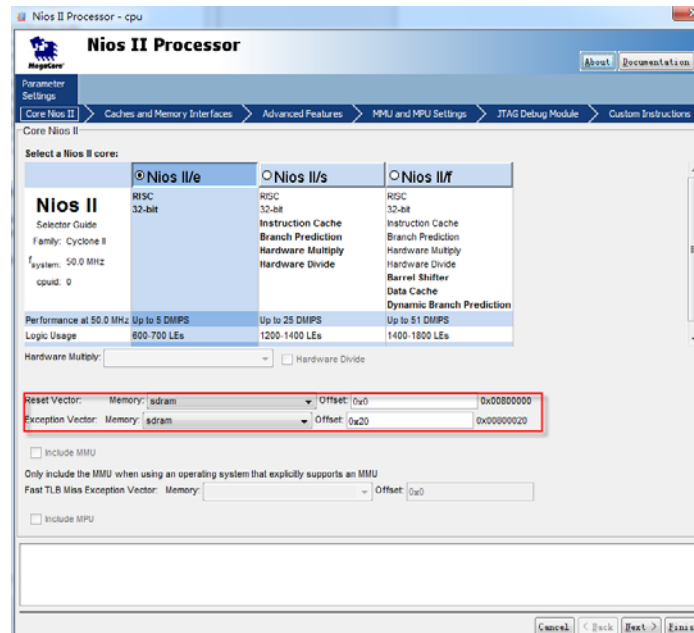 Nios II Processor - cpu
Nios II Processor
MegaCore'
About Documentation
Parameter
Settings
Core Nios II Caches and Memory Interfaces Advanced Features MMU and MPU Settings JTAG Debug Module Custom Instructions
Core Nios II
Select a Nios II core:
Nios II/e Nios II/s Nios II/f
Nios II
Selector Guide
Family: Cyclone II
fsystem: 50.0 MHz
cpuid: 0
RISC
32-bit
RISC
32-bit
Instruction Cache
Branch Prediction
Hardware Multiply
Hardware Divide
RISC
32-bit
Instruction Cache
Branch Prediction
Hardware Multiply
Hardware Divide
Barrel Shifter
Data Cache
Dynamic Branch Prediction
Performance at 50.0 MHz Up to 5 DMIPS Up to 25 DMIPS Up to 51 DMIPS
Logic Usage 600-700 LEs 1200-1400 LEs 1400-1800 LEs
Hardware Multiply: Hardware Divide
Reset Vector: Memory: sdram Offset: 0x0 0x00800000
Exception Vector: Memory: sdram Offset: 0x20 0x00800020
Include MMU
Only include the MMU when using an operating system that explicitly supports an MMU
Fast TLB Miss Exception Vector: Memory: Offset: 0x0
Include MPU
Cancel < Back Next > Finis